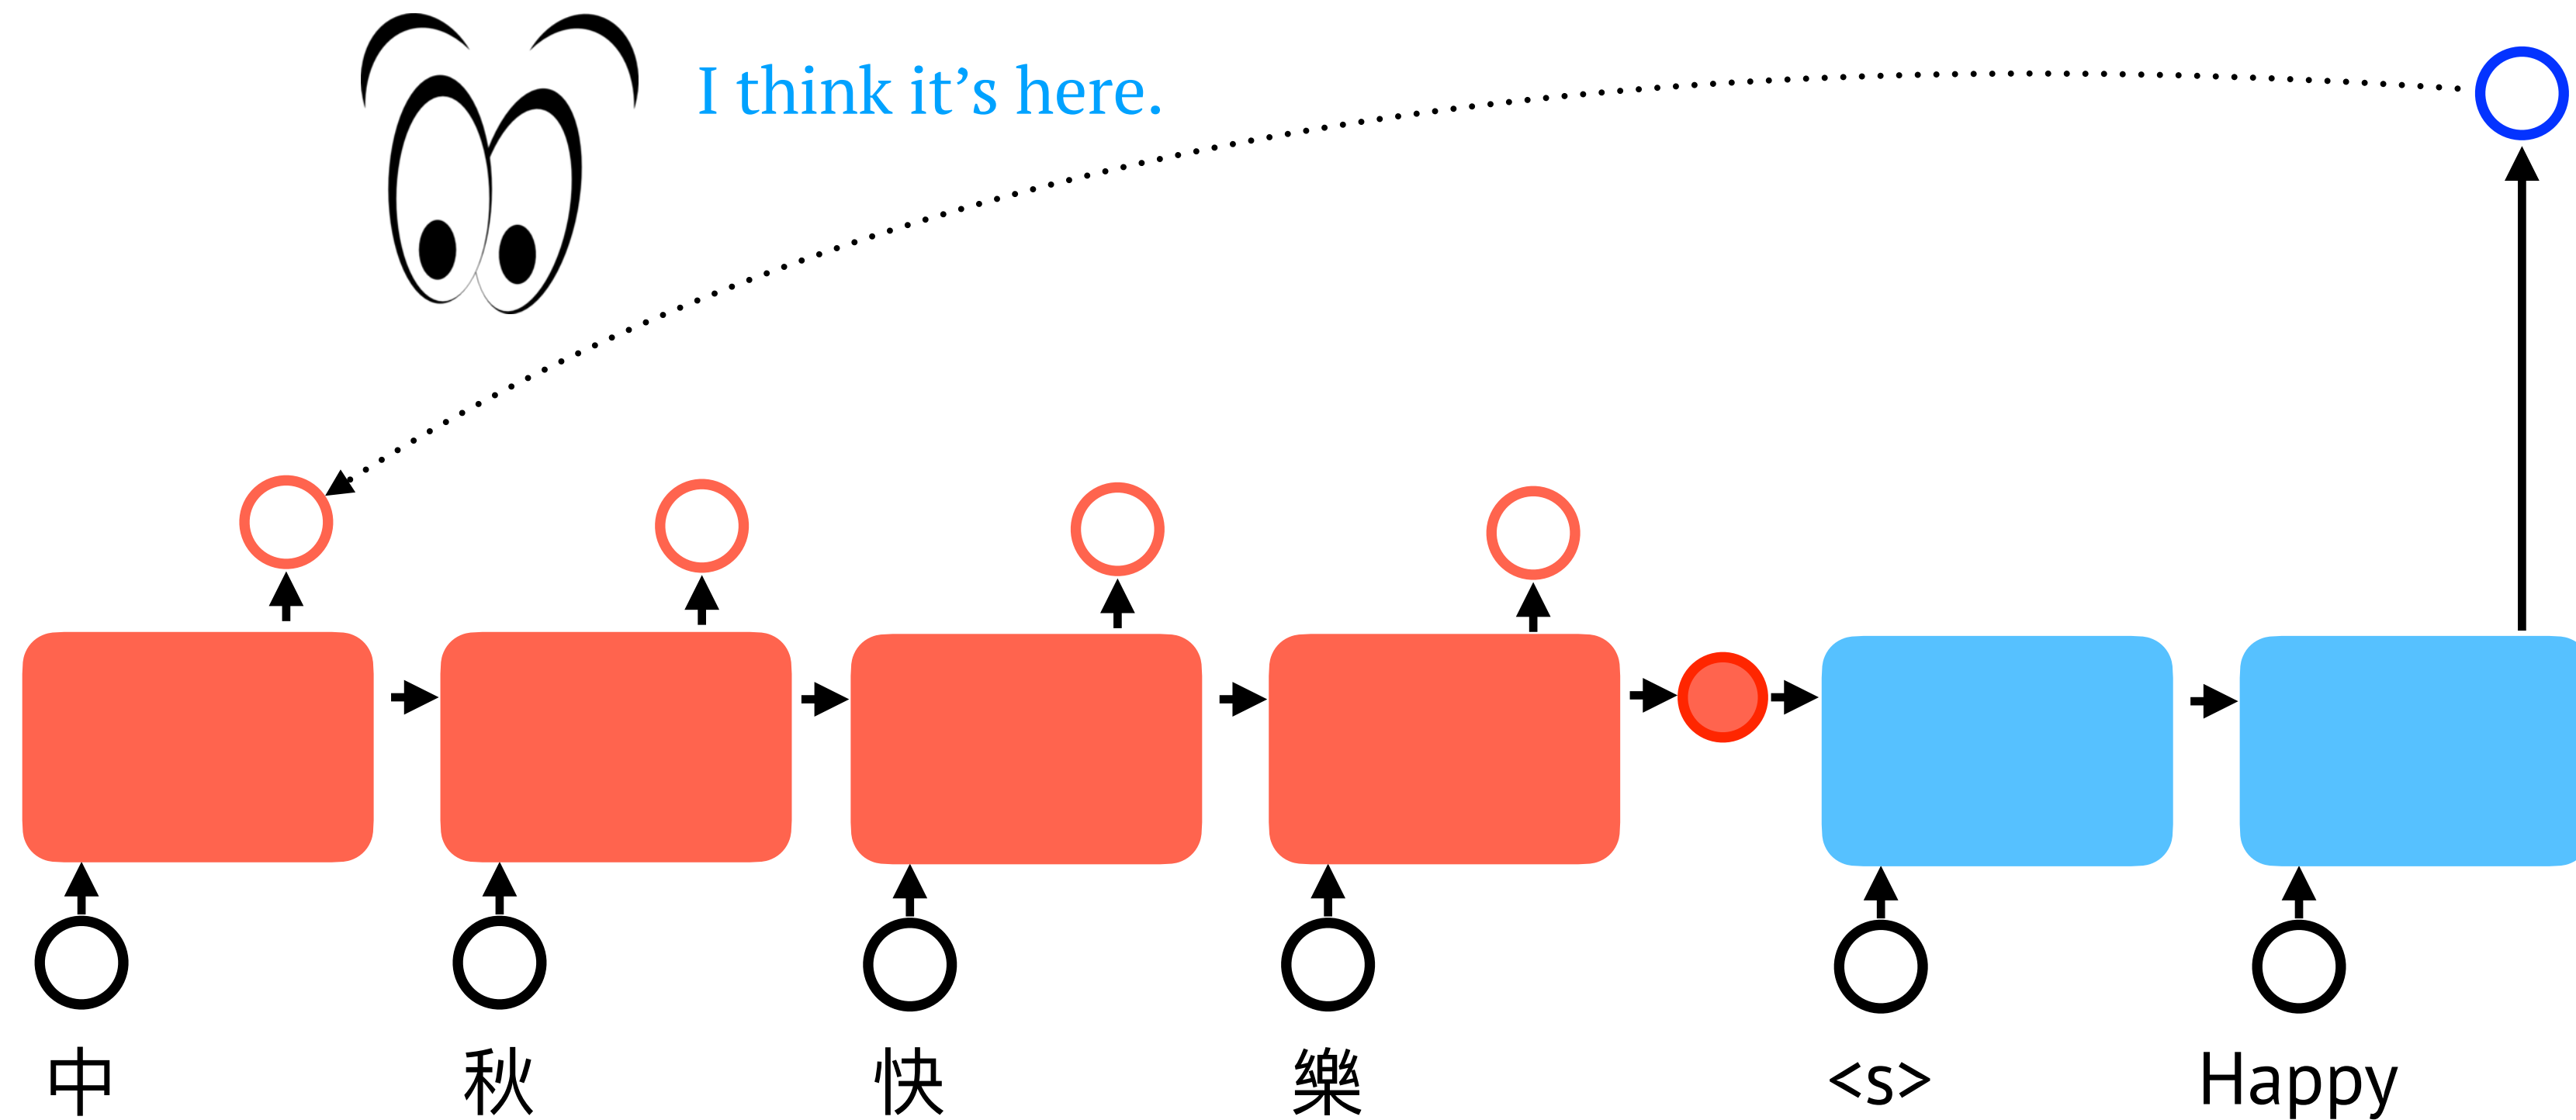 I think it’s here.
中 秋 快 樂 <s> Happy